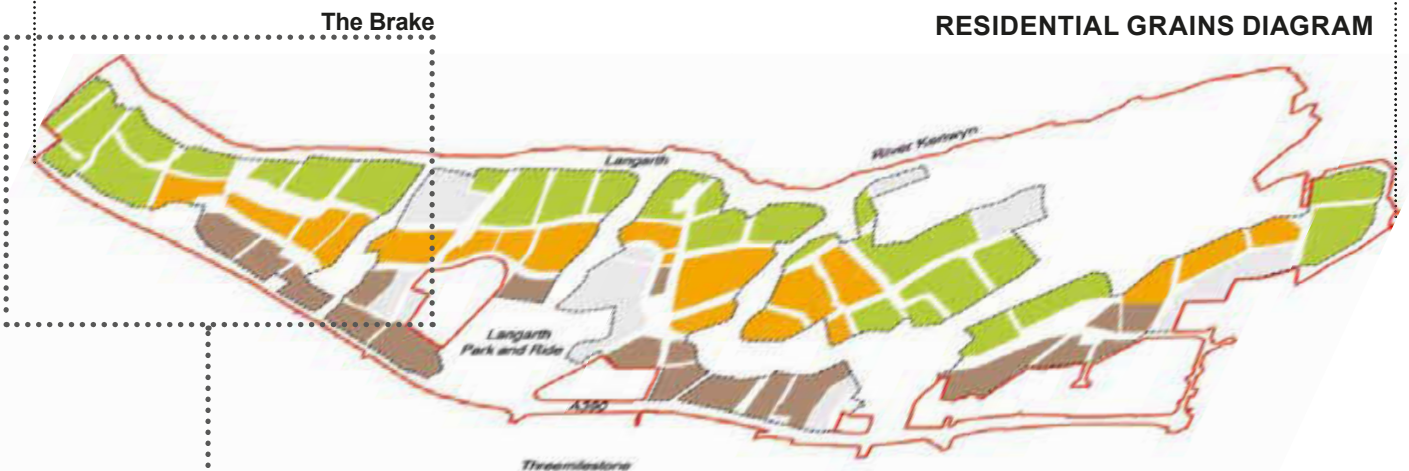 The Brake
RESIDENTIAL GRAINS DIAGRAM
River Kenwyn
Langarth
Langarth
Park and Ride
A390
Threemilestone